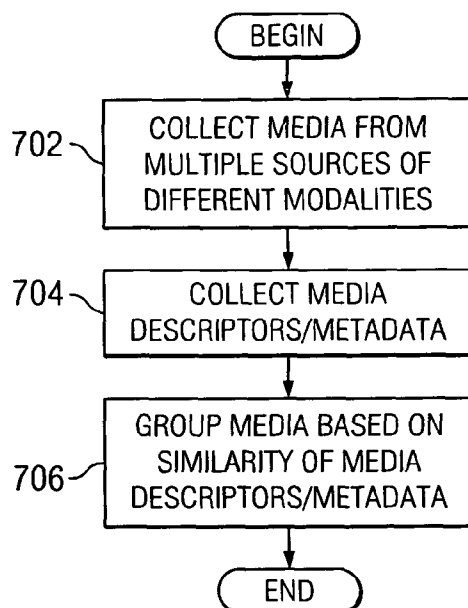 BEGIN
702
COLLECT MEDIA FROM
MULTIPLE SOURCES OF
DIFFERENT MODALITIES
704
COLLECT MEDIA
DESCRIPTORS/METADATA
706
GROUP MEDIA BASED ON
SIMILARITY OF MEDIA
DESCRIPTORS/METADATA
END